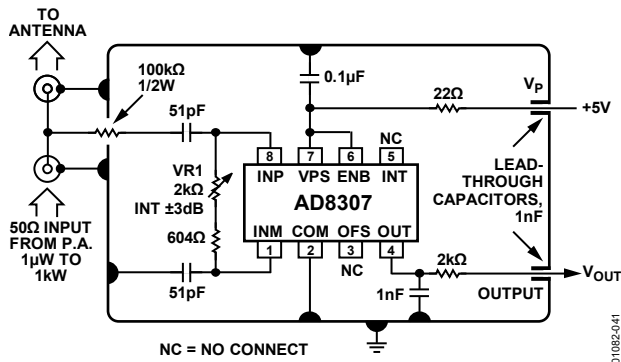 TO
ANTENNA
100kΩ
1/2W
51pF
0.1µF
22Ω
VP
+5V
NC
8 7 6 5
INP VPS ENB INT
AD8307
INM COM OFS OUT
1 2 3 4
NC
VR1
2kΩ
INT ±3dB
604Ω
51pF
50Ω INPUT
FROM P.A.
1µW TO
1kW
LEAD-
THROUGH
CAPACITORS,
1nF
2kΩ
1nF
VOUT
OUTPUT
NC = NO CONNECT
01082-041